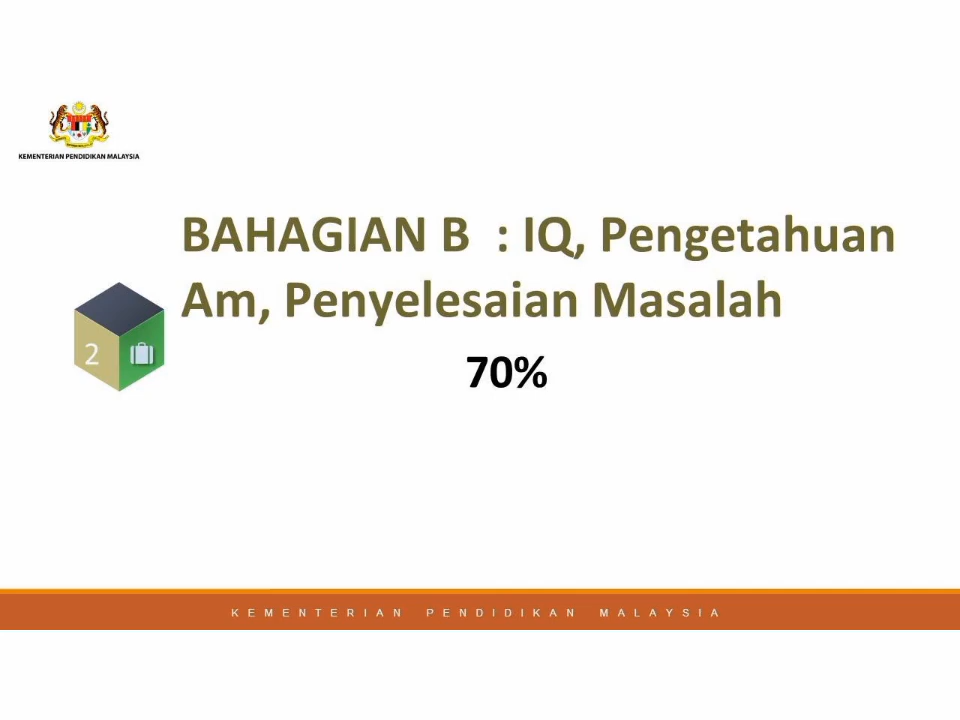 KEMENTERIAN PENDIDIKAN MALAYSIA
BAHAGIAN B : IQ, Pengetahuan
Am, Penyelesaian Masalah
2
70%
KEMENTERIAN PENDIDIKAN MALAYSIA